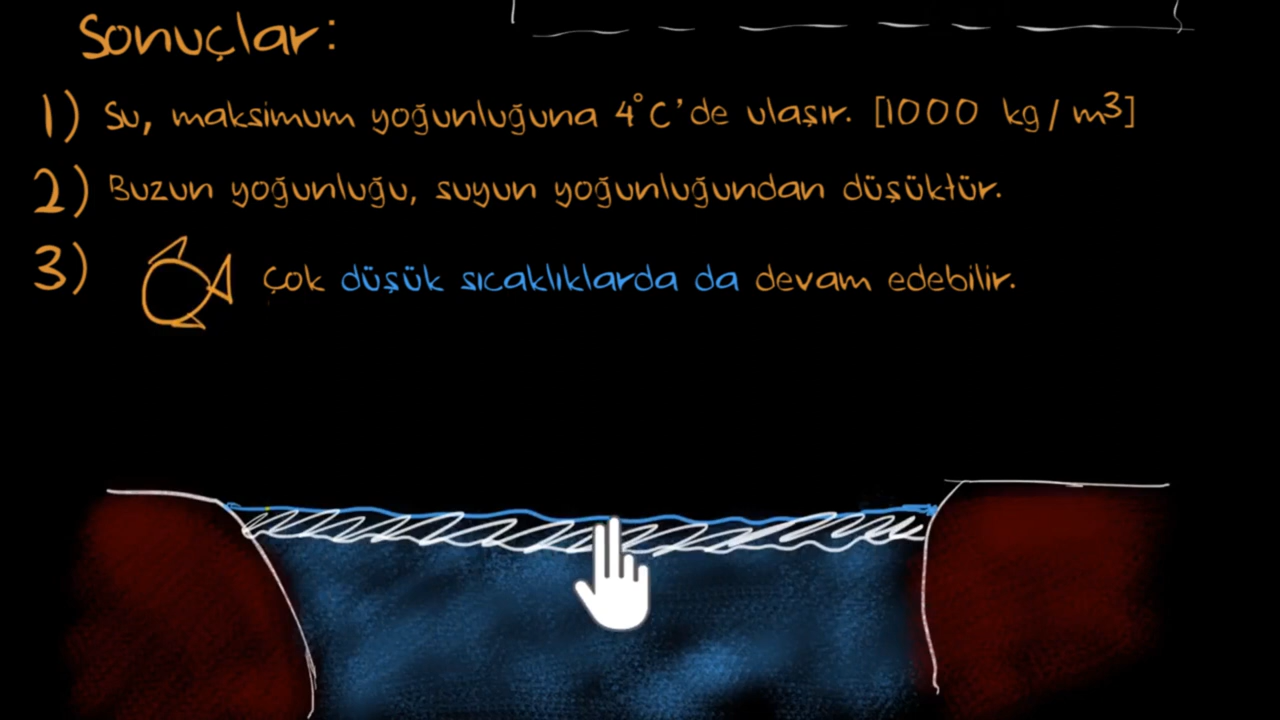 Sonuçlar:
1) Su, maksimum yoğunluğuna 4°C'de ulaşır. [1000 kg/m³]
2) Buzun yoğunluğu, suyun yoğunluğundan düşüktür.
3) çok düşük sıcaklıklarda da devam edebilir.